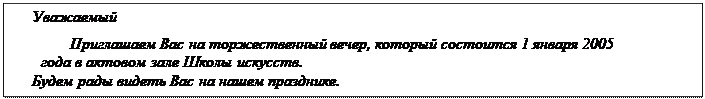 Уважаемый
Приглашаем Вас на торжественный вечер, который состоится 1 января 2005
года в актовом зале Школы искусств.
Будем рады видеть Вас на нашем празднике.